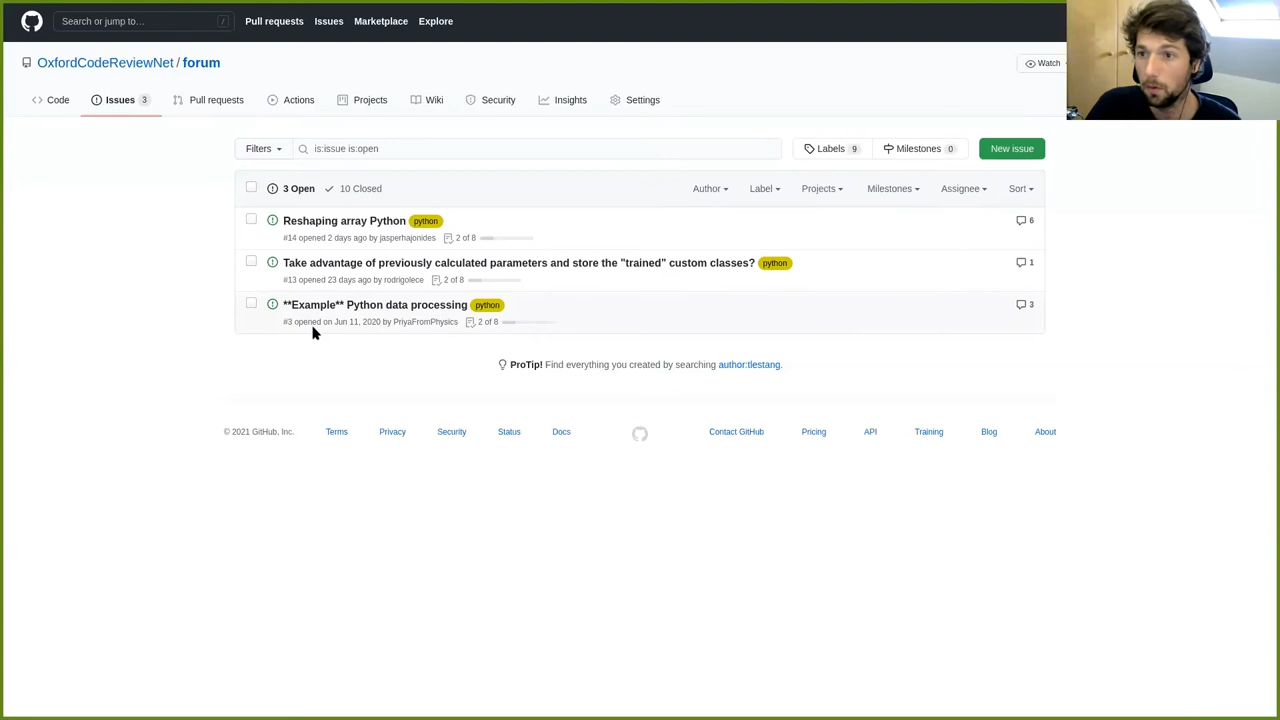 Search or jump to… / Pull requests Issues Marketplace Explore
OxfordCodeReviewNet / forum Watch
Code Issues 3 Pull requests Actions Projects Wiki Security Insights Settings
Filters is:issue is:open Labels 9 Milestones 0 New issue
3 Open 10 Closed Author Label Projects Milestones Assignee Sort
Reshaping array Python python 6
#14 opened 2 days ago by jasperhajonides 2 of 8
Take advantage of previously calculated parameters and store the "trained" custom classes? python 1
#13 opened 23 days ago by rodrigolece 2 of 8
**Example** Python data processing python 3
#3 opened on Jun 11, 2020 by PriyaFromPhysics 2 of 8
ProTip! Find everything you created by searching author:tlestang.
© 2021 GitHub, Inc. Terms Privacy Security Status Docs Contact GitHub Pricing API Training Blog About